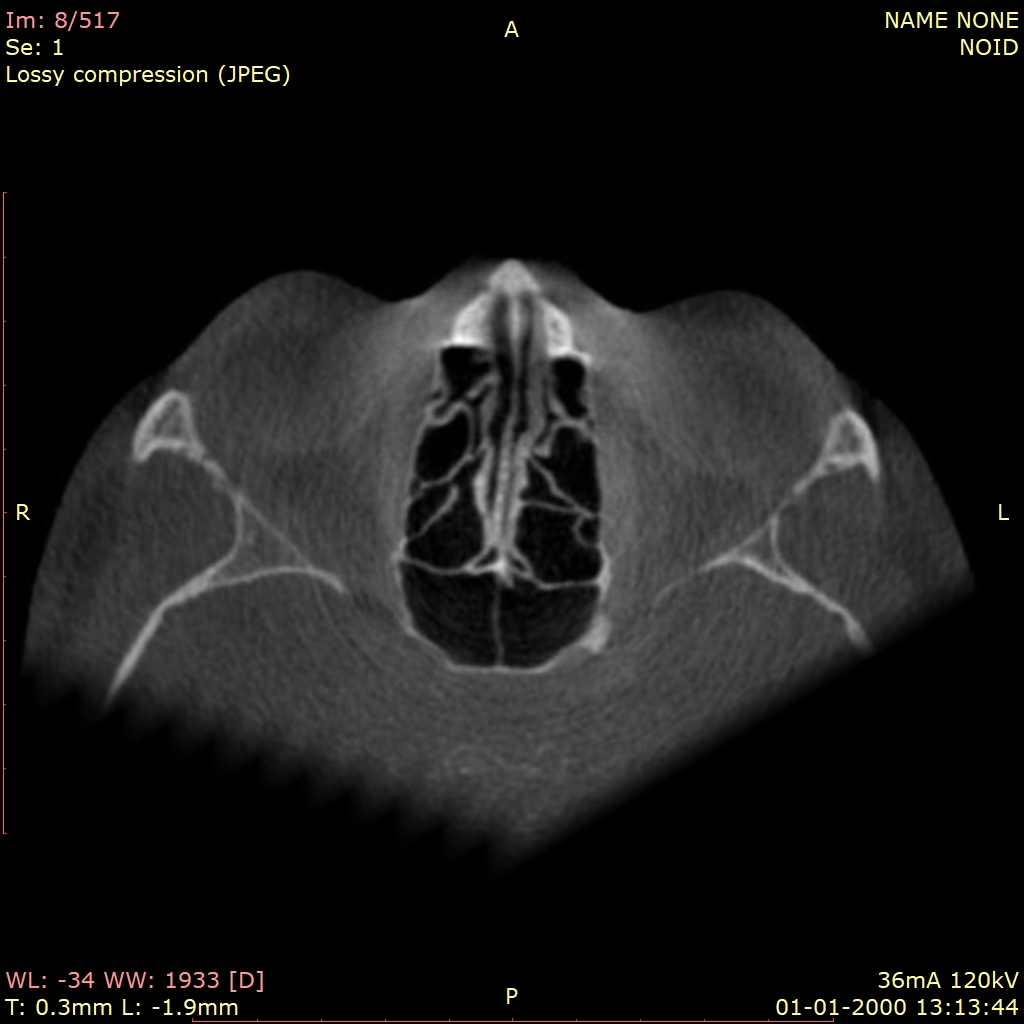 Im: 8/517
Se: 1
Lossy compression (JPEG)
A
NAME NONE
NOID
R
L
WL: -34 WW: 1933 [D]
T: 0.3mm L: -1.9mm
P
36mA 120kV
01-01-2000 13:13:44